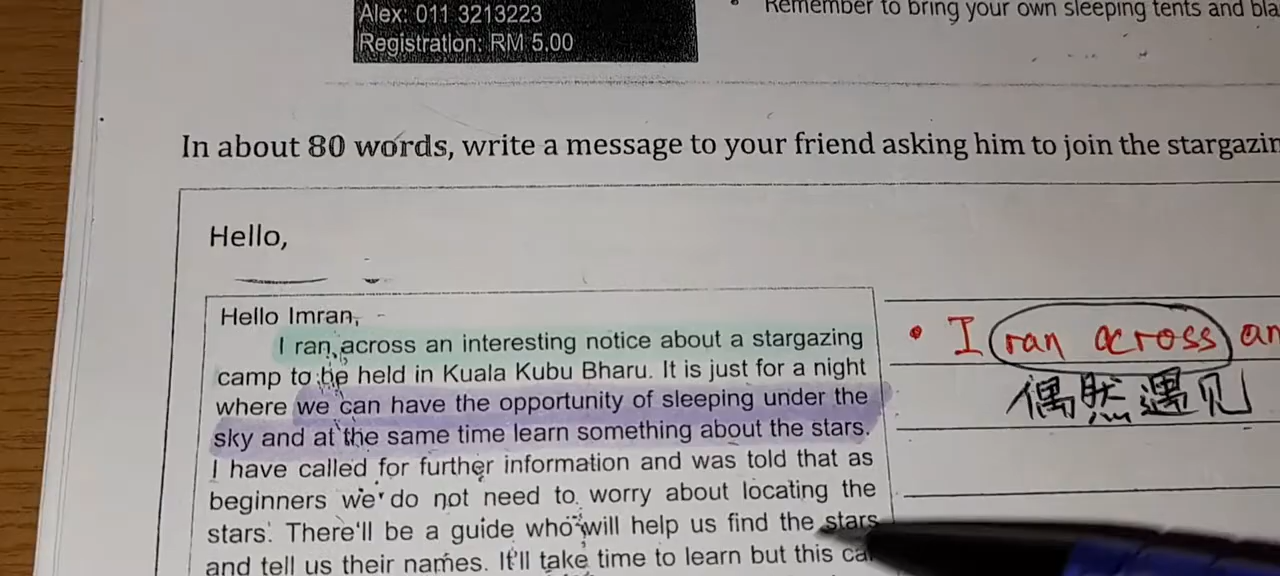 Alex: 011 3213223
Registration: RM 5.00
Remember to bring your own sleeping tents and
In about 80 words, write a message to your friend asking him to join the
Hello,
Hello Imran,
I ran across an interesting notice about a stargazing
camp to be held in Kuala Kubu Bharu. It is just for a night
where we can have the opportunity of sleeping under the
sky and at the same time learn something about the stars.
I have called for further information and was told that as
beginners we do not need to worry about locating the
stars. There'll be a guide who will help us find the stars
and tell us their names. It'll take time to learn but this
• I ran across an
偶然遇见